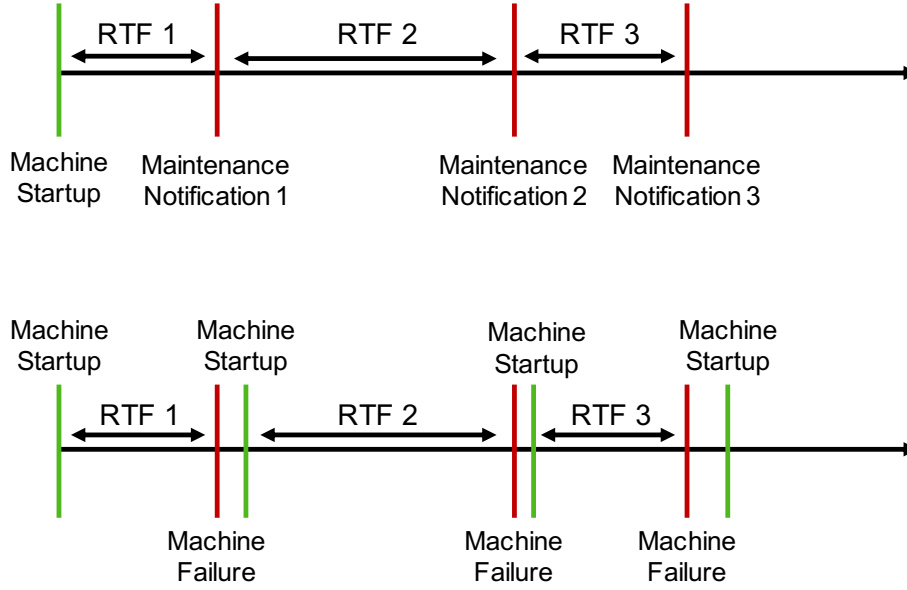 RTF 1
RTF 2
RTF 3
Machine
Startup
Maintenance
Notification 1
Maintenance
Notification 2
Maintenance
Notification 3
Machine
Startup
Machine
Startup
Machine
Startup
Machine
Startup
RTF 1
RTF 2
RTF 3
Machine
Failure
Machine
Failure
Machine
Failure